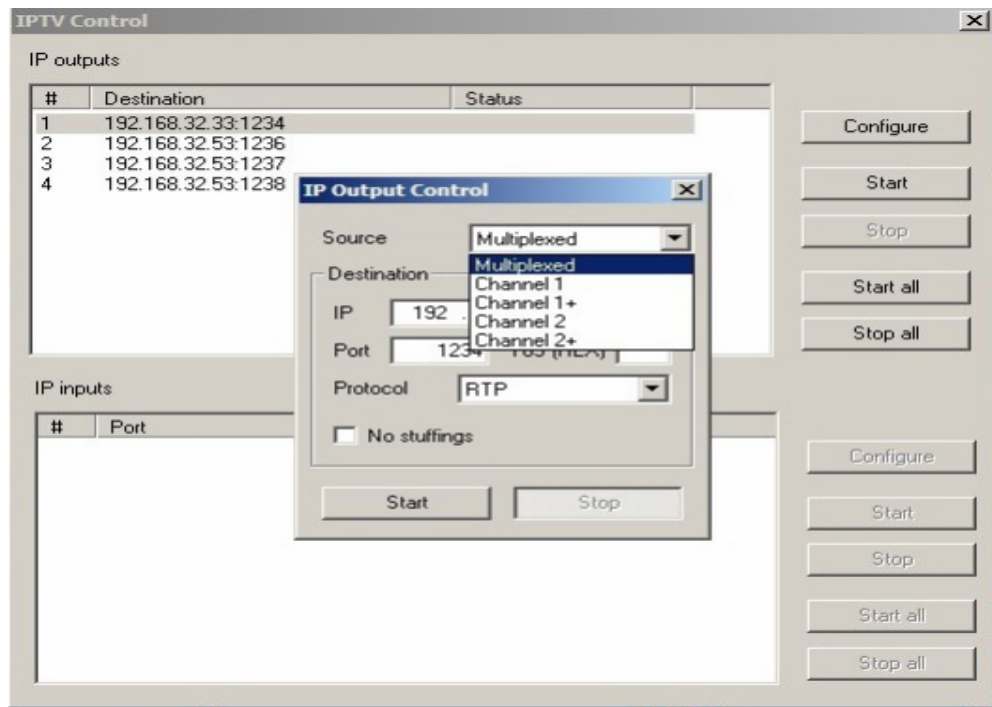 IPTV Control
IP outputs
# Destination Status
1 192.168.32.33:1234
2 192.168.32.53:1236
3 192.168.32.53:1237
4 192.168.32.53:1238
Configure
Start
Stop
Start all
Stop all
IP Output Control
Source Multiplexed
Multiplexed
Channel 1
Channel 1+
Channel 2
Channel 2+
Destination
IP 192 .
Port 1234 (HEX)
Protocol RTP
No stuffings
Start Stop
IP inputs
# Port
Configure
Start
Stop
Start all
Stop all